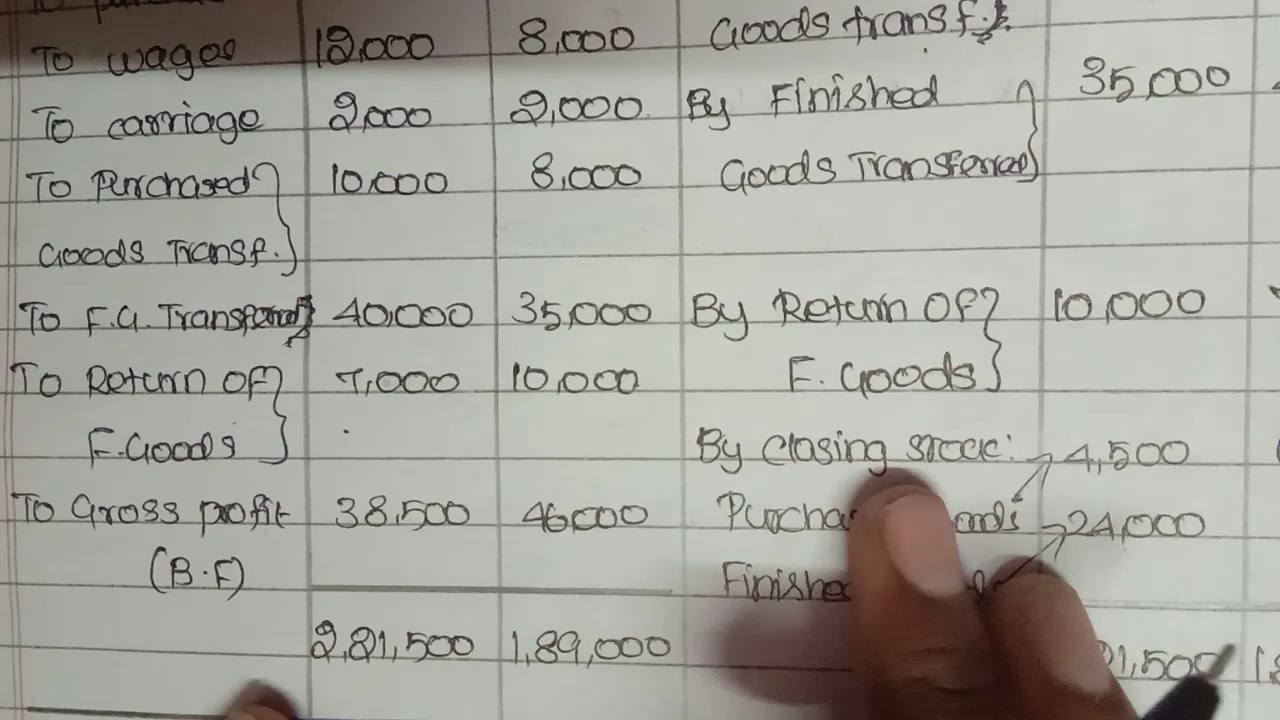 To wages 12,000 8,000 Goods transf.
To carriage 2,000 2,000 By Finished 35,000
To Purchased 10,000 8,000 Goods Transferred
Goods Transf.
To F.G. Transferred 40,000 35,000 By Return OF 10,000
To Return OF 7,000 10,000 F. Goods
F.Goods By Closing Stock: 4,500
To Gross profit 38,500 46000 24,000
(B.F)
2,21,500 1,89,000